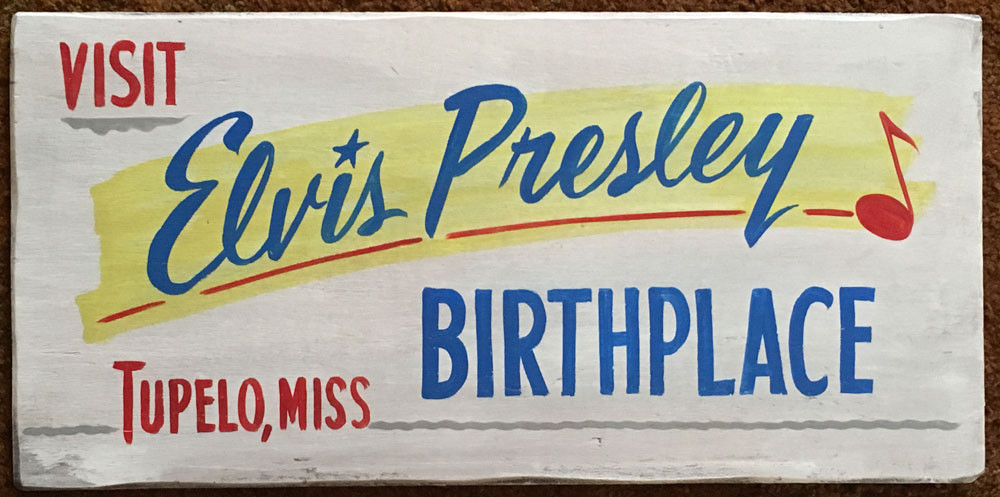 VISIT
Elvis Presley
BIRTHPLACE
TUPELO, MISS